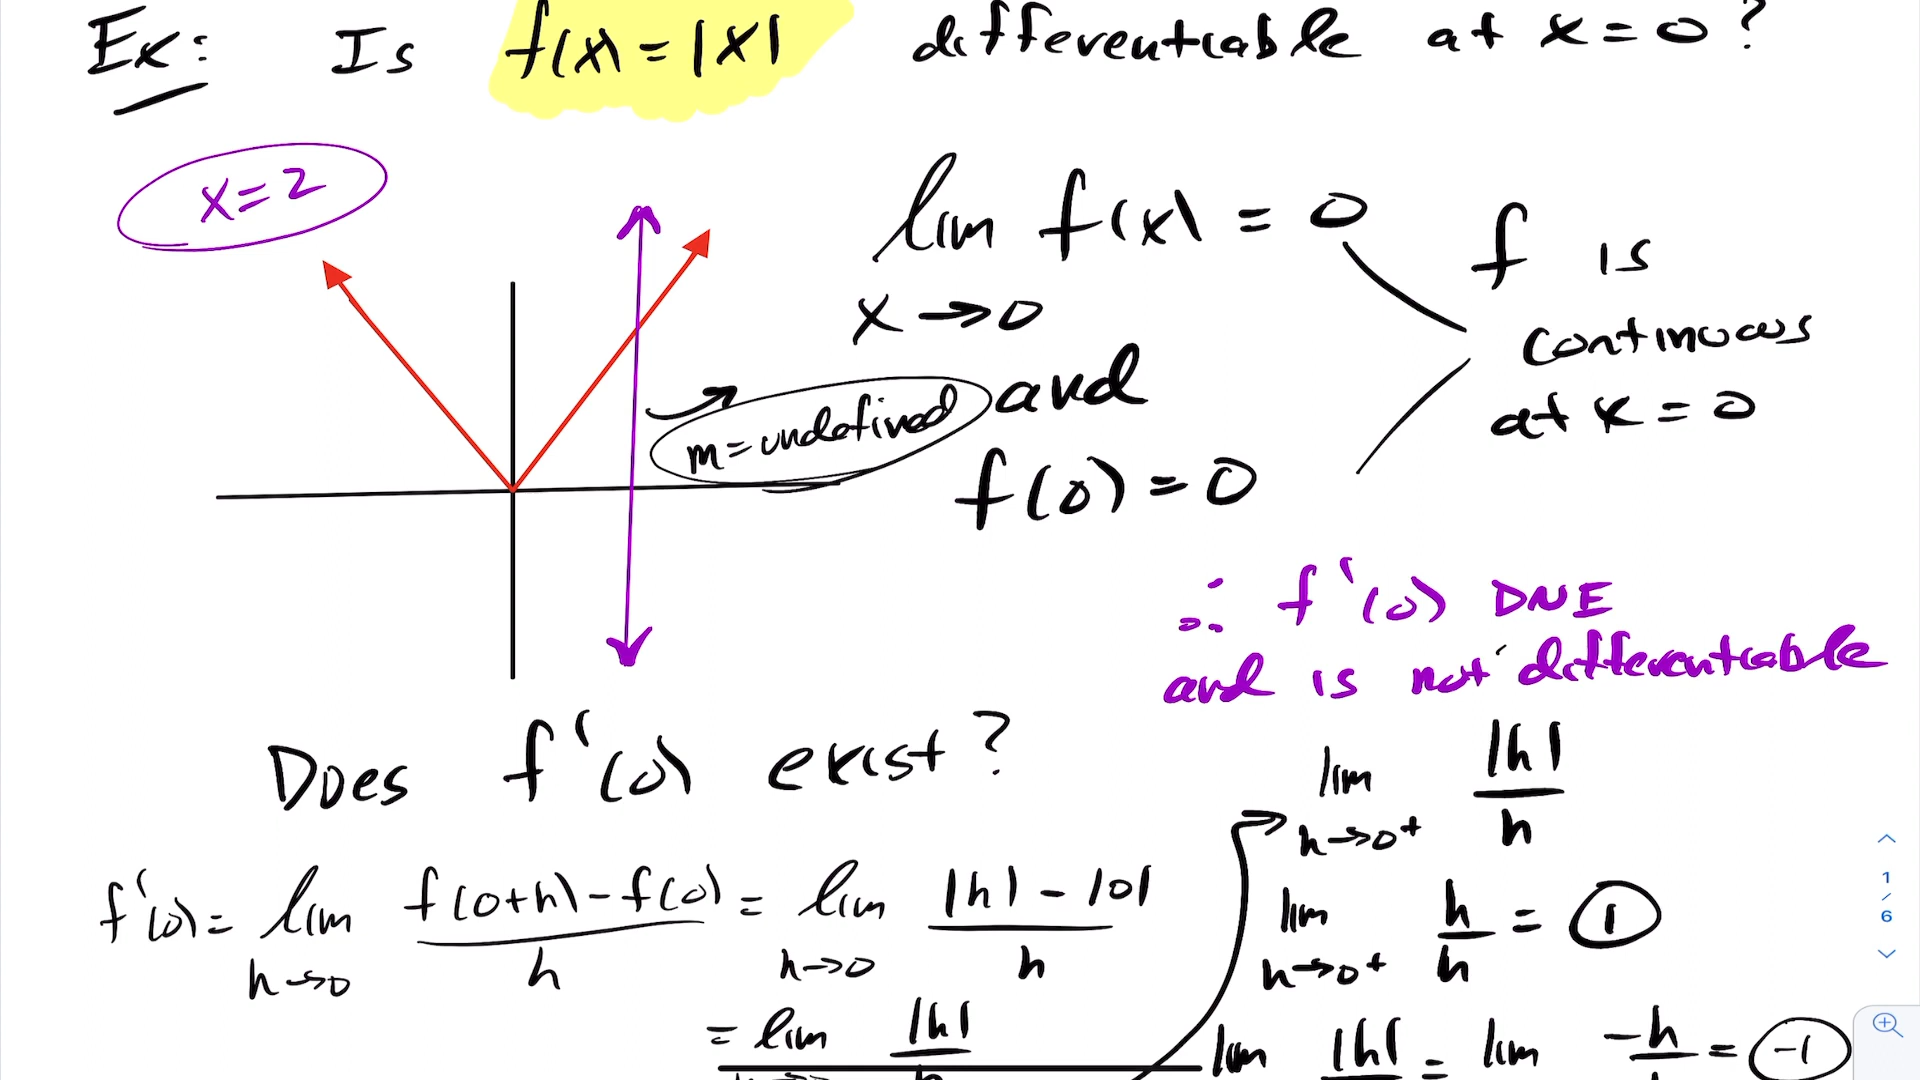 Ex: Is f(x) = |x| differentiable at x = 0?
x = 2
lim f(x) = 0
x → 0
and
f(0) = 0
f is
continuous
at x = 0
m = undefined
∴ f'(0) DNE
and is not differentiable
Does f'(0) exist?
f'(0) = lim h→0 f(0+h) - f(0) / h = lim h→0 |h| - |0| / h
= lim |h|
lim h→0+ |h| / h
lim h→0+ h / h = 1
lim |h| = lim -h = -1
1
/
6